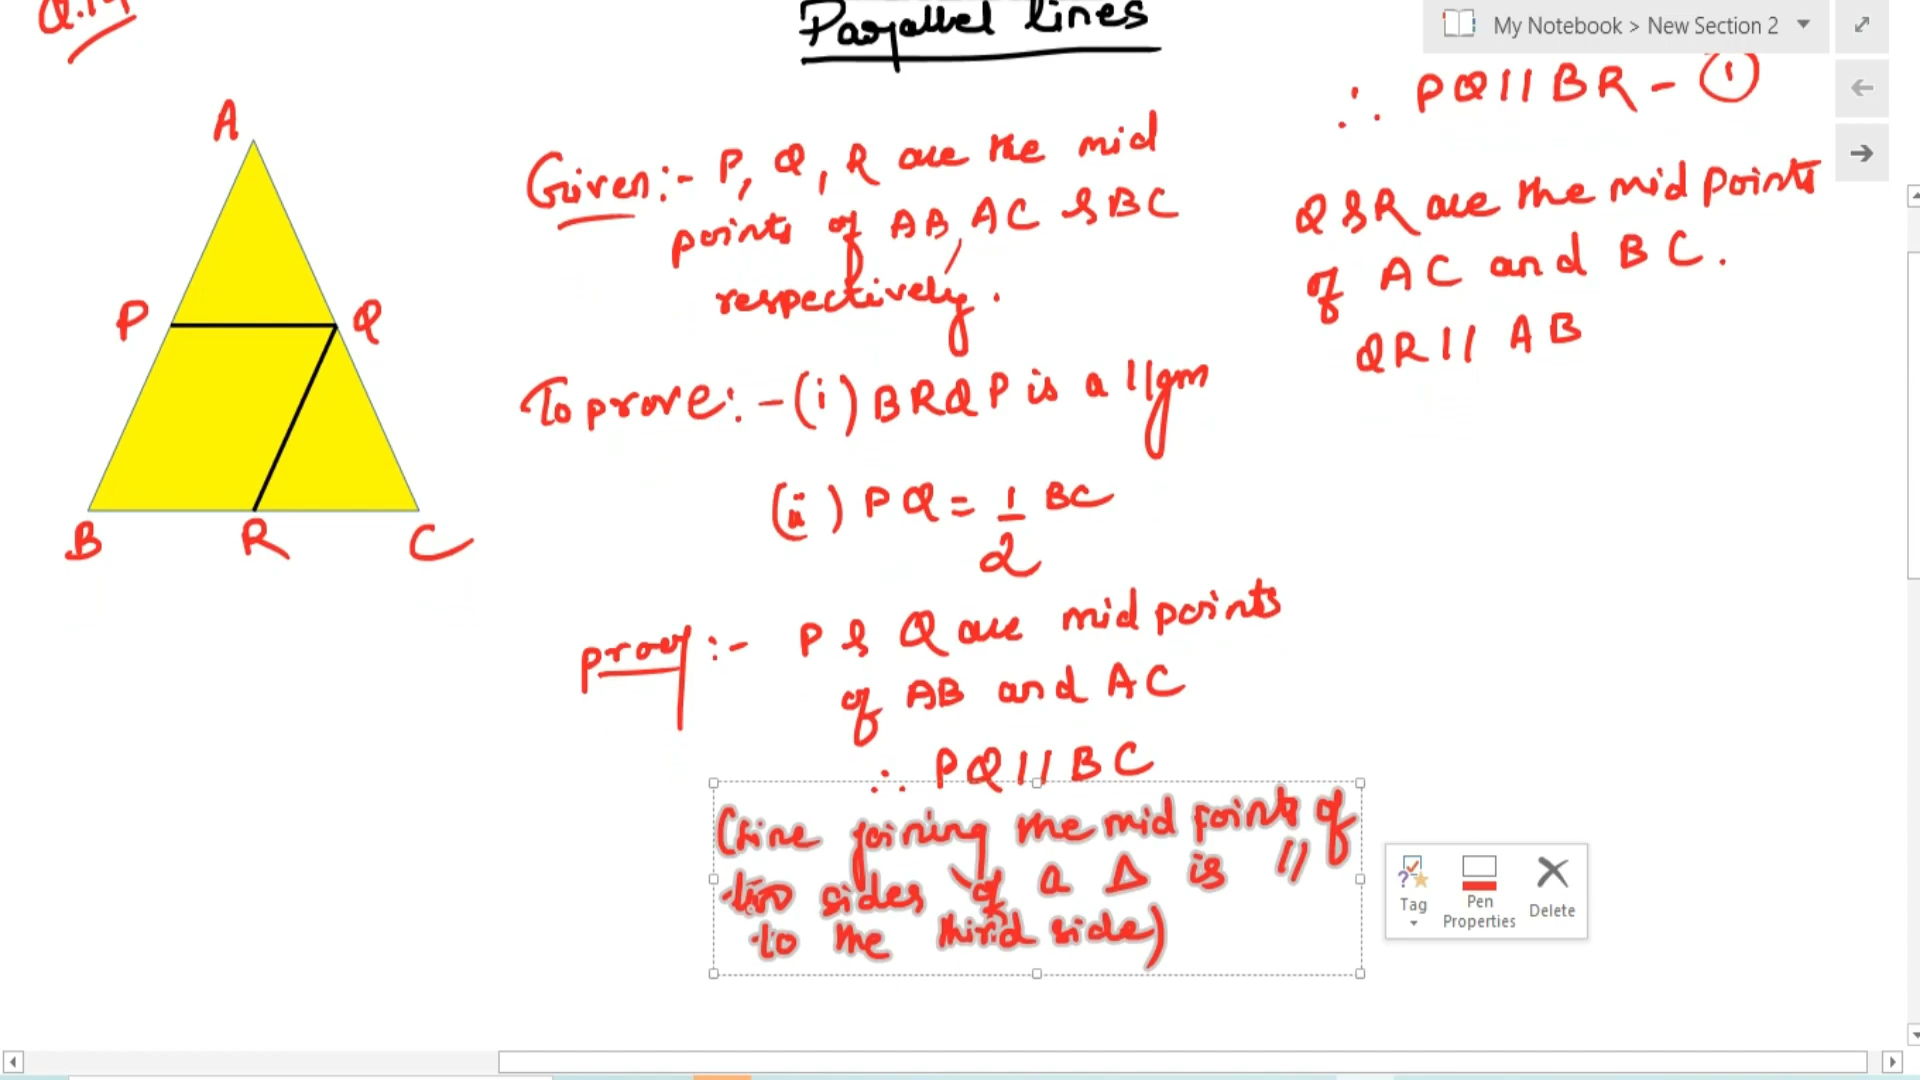 Parallel lines
My Notebook > New Section 2
A
P
Q
B
R
C
Given:- P, Q, R are the mid
points of AB, AC & BC
respectively.
To prove:- (i) BRQP is a ||gm
(ii) PQ = 1/2 BC
proof:- P & Q are mid points
of AB and AC
∴ PQ || BC
(line joining the mid points of
two sides of a Δ is ||
to the third side)
∴ PQ || BR - ①
Q & R are the mid points
of AC and BC.
QR || AB
Tag
Pen
Properties
Delete